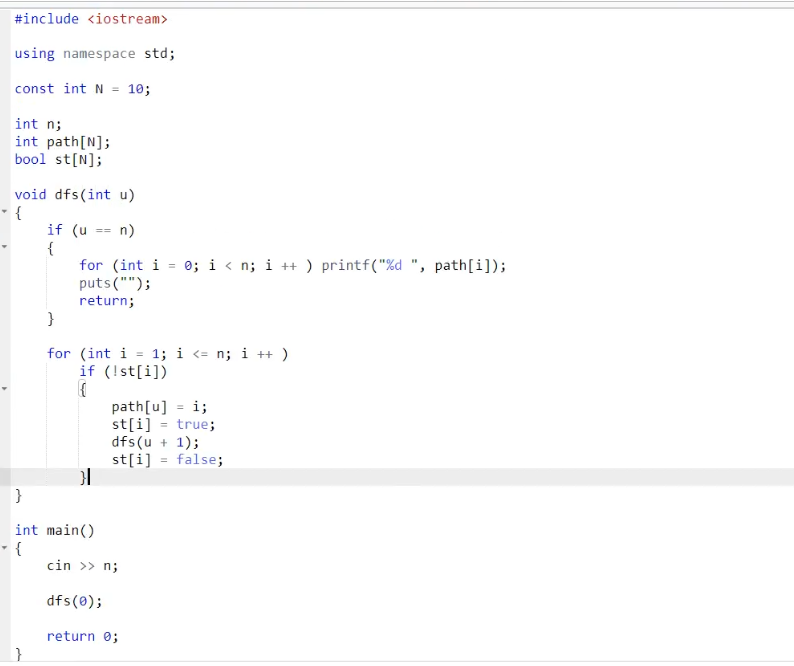 #include <iostream>
using namespace std;
const int N = 10;
int n;
int path[N];
bool st[N];
void dfs(int u)
{
    if (u == n)
    {
        for (int i = 0; i < n; i ++ ) printf("%d ", path[i]);
        puts("");
        return;
    }
    for (int i = 1; i <= n; i ++ )
        if (!st[i])
        {
            path[u] = i;
            st[i] = true;
            dfs(u + 1);
            st[i] = false;
        }
}
int main()
{
    cin >> n;
    dfs(0);
    return 0;
}